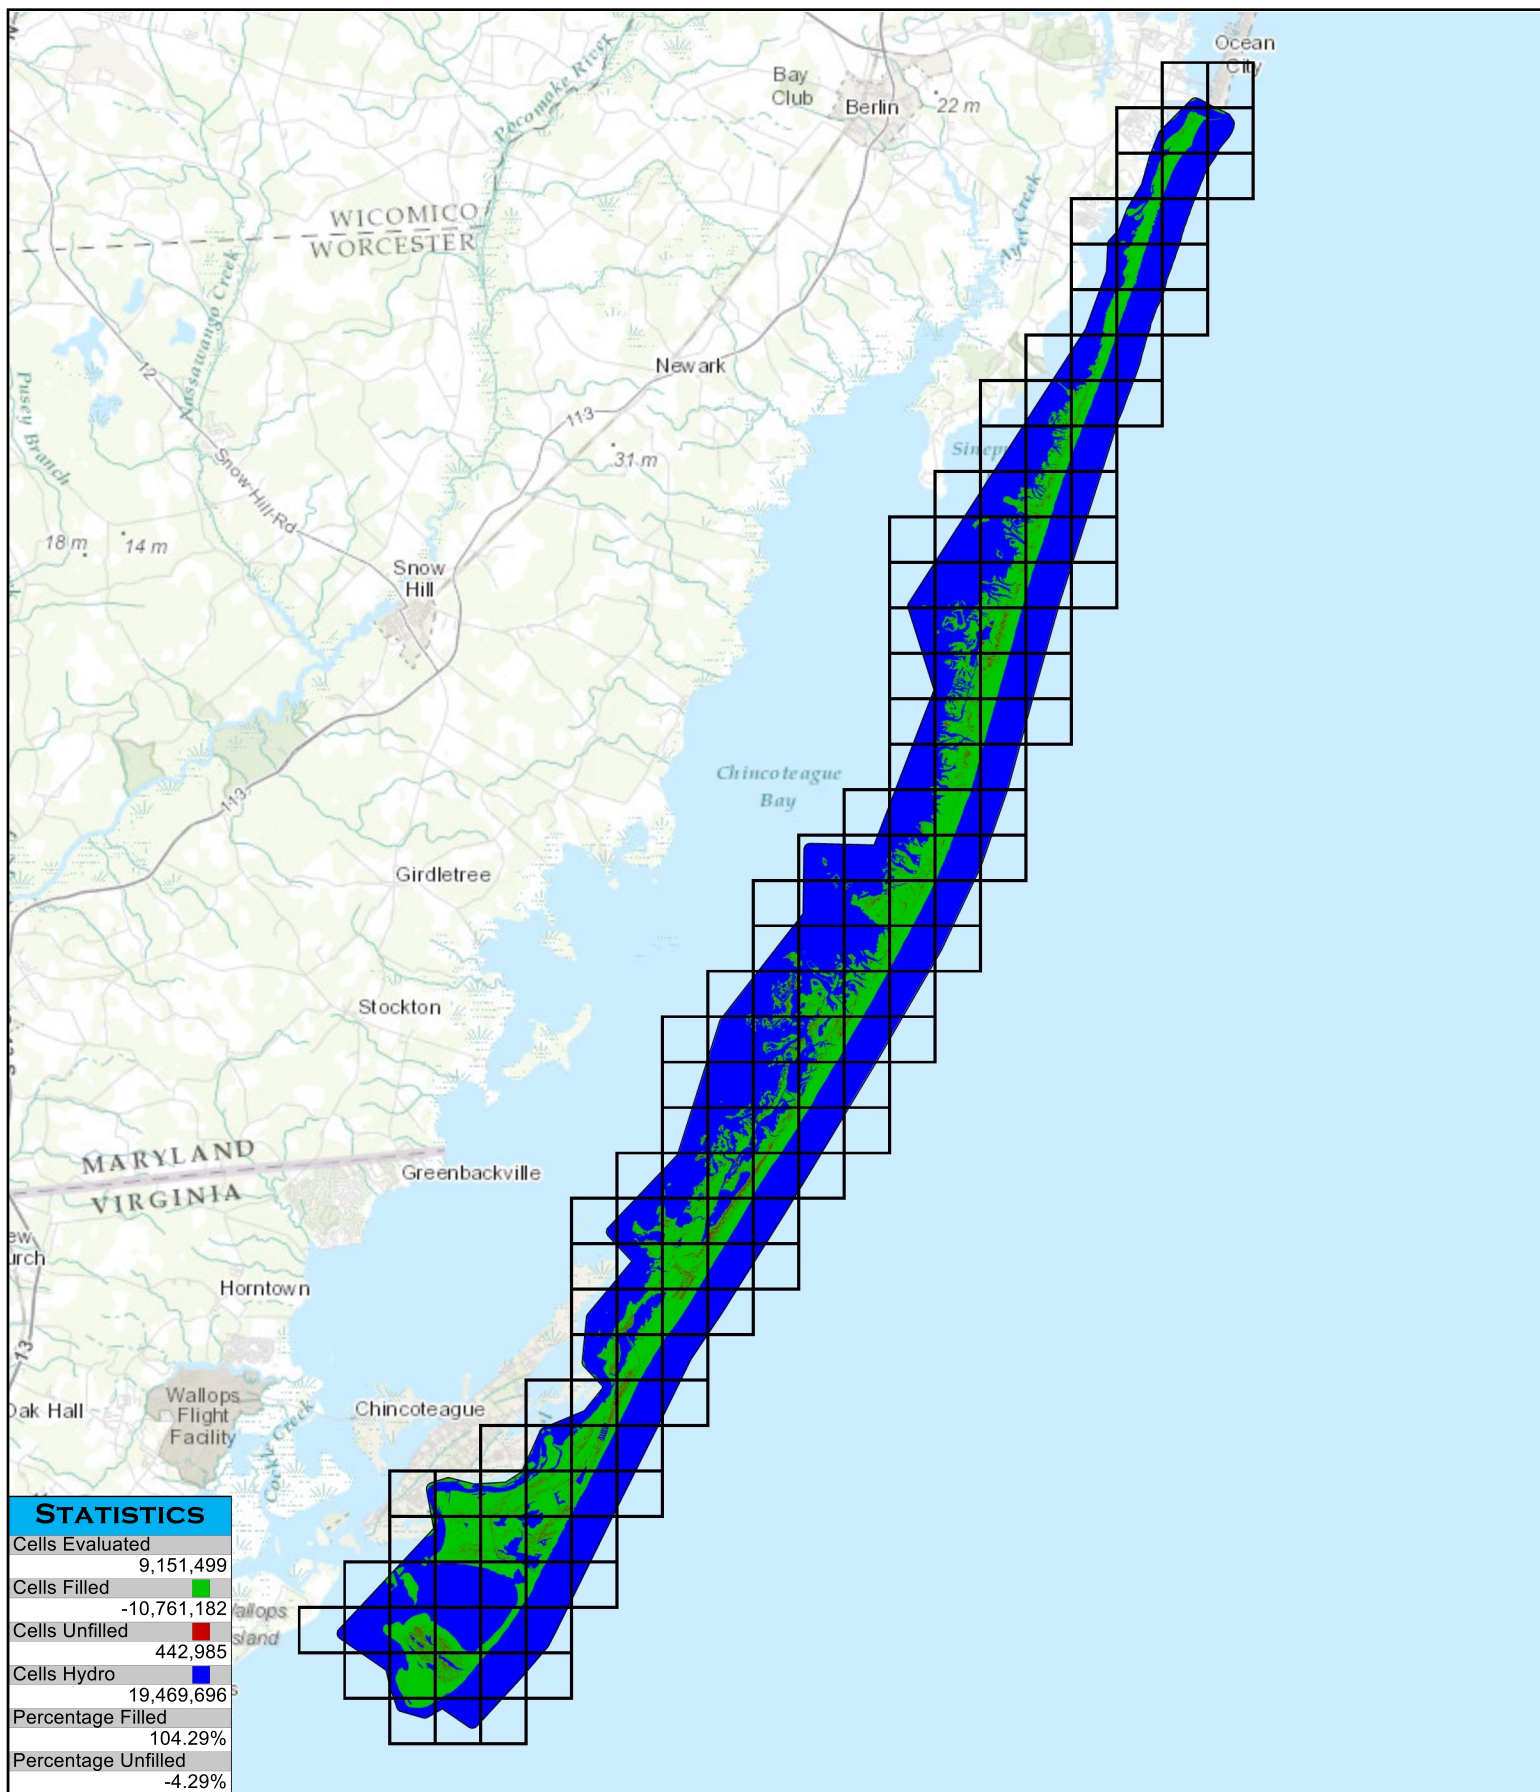 Ocean
City
Bay
Club
Berlin
22 m
Pocomoke River
Ayer Creek
WICOMICO
WORCESTER
Nassawango Creek
Newark
12
113
Pusey Branch
Snow-Hill-Rd
31 m
18 m
14 m
Snow
Hill
Chincoteague
Bay
113
Girdletree
Stockton
MARYLAND
VIRGINIA
Greenbackville
Horntown
13
Wallops
Flight
Facility
Oak Hall
Chincoteague
Cockle Creek
STATISTICS
Cells Evaluated
9,151,499
Cells Filled
-10,761,182
Cells Unfilled
442,985
Cells Hydro
19,469,696
Percentage Filled
104.29%
Percentage Unfilled
-4.29%